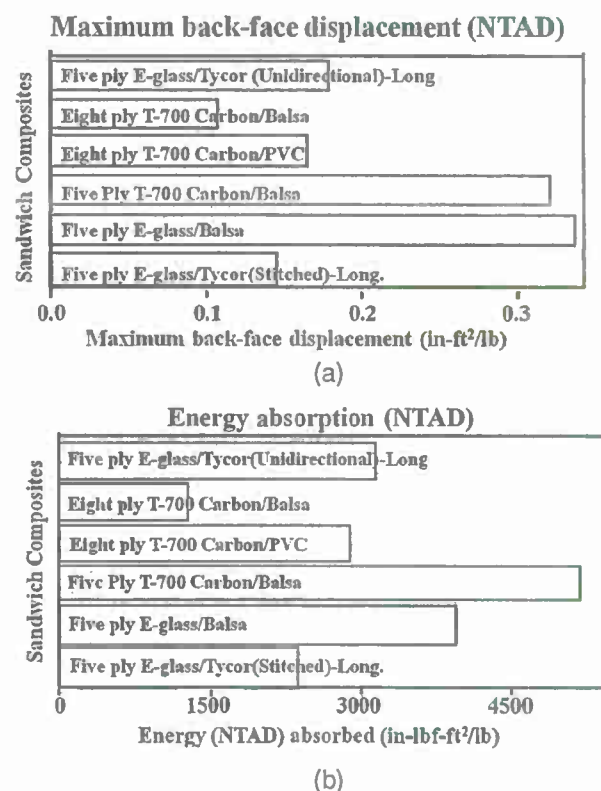 Maximum back-face displacement (NTAD)
Sandwich Composites
Five ply E-glass/Tycor (Unidirectional)-Long
Eight ply T-700 Carbon/Balsa
Eight ply T-700 Carbon/PVC
Five Ply T-700 Carbon/Balsa
Five ply E-glass/Balsa
Five ply E-glass/Tycor(Stitched)-Long.
0.0 0.1 0.2 0.3
Maximum back-face displacement (in-ft²/lb)
(a)
Energy absorption (NTAD)
Sandwich Composites
Five ply E-glass/Tycor(Unidirectional)-Long
Eight ply T-700 Carbon/Balsa
Eight ply T-700 Carbon/PVC
Five Ply T-700 Carbon/Balsa
Five ply E-glass/Balsa
Five ply E-glass/Tycor(Stitched)-Long.
0 1500 3000 4500
Energy (NTAD) absorbed (in-lbf-ft²/lb)
(b)